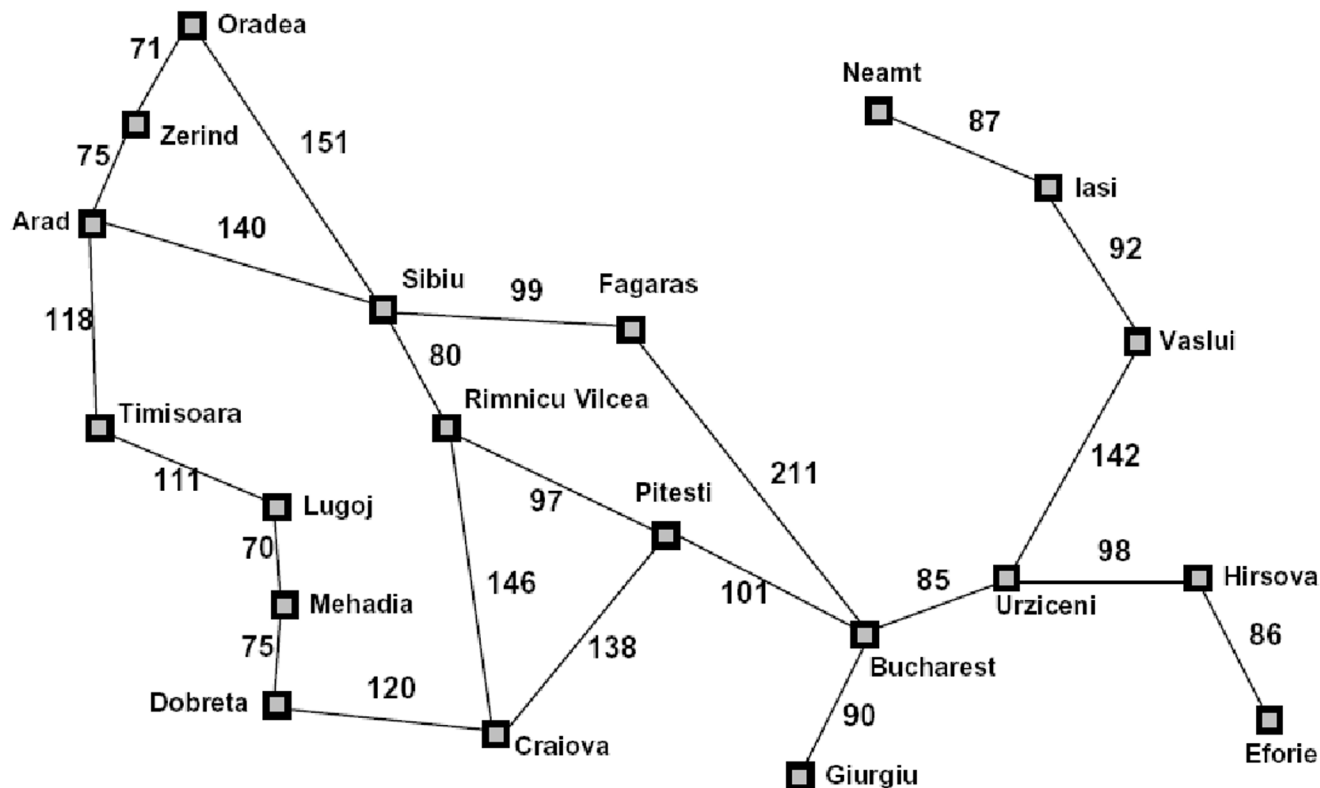 Oradea
71
Neamt
87
Zerind
151
75
Iasi
Arad
140
92
Sibiu
99
Fagaras
118
80
Vaslui
Rimnicu Vilcea
Timisoara
142
111
211
Lugoj
97
Pitesti
70
98
146
101
85
Hirsova
Mehadia
Urziceni
75
138
86
Bucharest
120
Dobreta
90
Craiova
Eforie
Giurgiu